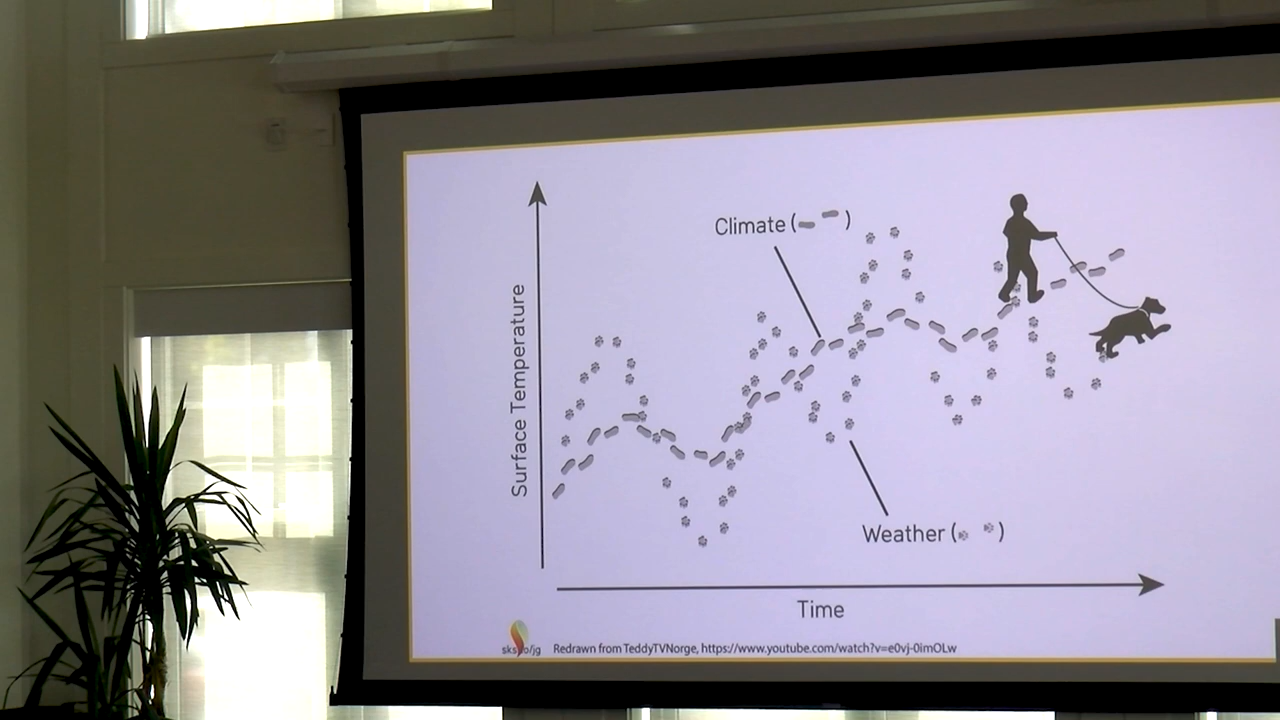 Climate ( )
Surface Temperature
Weather ( )
Time
Redrawn from TeddyTVNorge, https://www.youtube.com/watch?v=e0vj-0imOLw